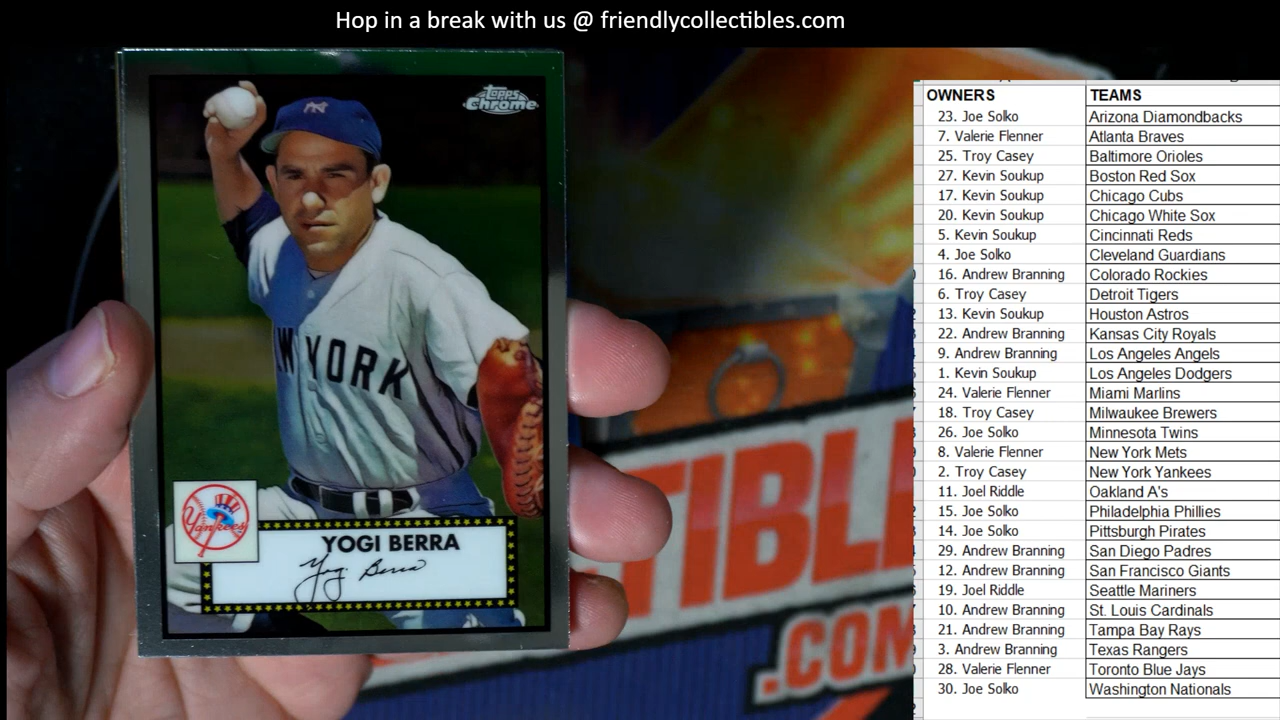 Hop in a break with us @ friendlycollectibles.com
Topps
Chrome
NEW YORK
Yankees
YOGI BERRA
Yogi Berra
TIBL
.COM
OWNERS TEAMS
23. Joe Solko Arizona Diamondbacks
7. Valerie Flenner Atlanta Braves
25. Troy Casey Baltimore Orioles
27. Kevin Soukup Boston Red Sox
17. Kevin Soukup Chicago Cubs
20. Kevin Soukup Chicago White Sox
5. Kevin Soukup Cincinnati Reds
4. Joe Solko Cleveland Guardians
16. Andrew Branning Colorado Rockies
6. Troy Casey Detroit Tigers
13. Kevin Soukup Houston Astros
22. Andrew Branning Kansas City Royals
9. Andrew Branning Los Angeles Angels
1. Kevin Soukup Los Angeles Dodgers
24. Valerie Flenner Miami Marlins
18. Troy Casey Milwaukee Brewers
26. Joe Solko Minnesota Twins
8. Valerie Flenner New York Mets
2. Troy Casey New York Yankees
11. Joel Riddle Oakland A's
15. Joe Solko Philadelphia Phillies
14. Joe Solko Pittsburgh Pirates
29. Andrew Branning San Diego Padres
12. Andrew Branning San Francisco Giants
19. Joel Riddle Seattle Mariners
10. Andrew Branning St. Louis Cardinals
21. Andrew Branning Tampa Bay Rays
3. Andrew Branning Texas Rangers
28. Valerie Flenner Toronto Blue Jays
30. Joe Solko Washington Nationals